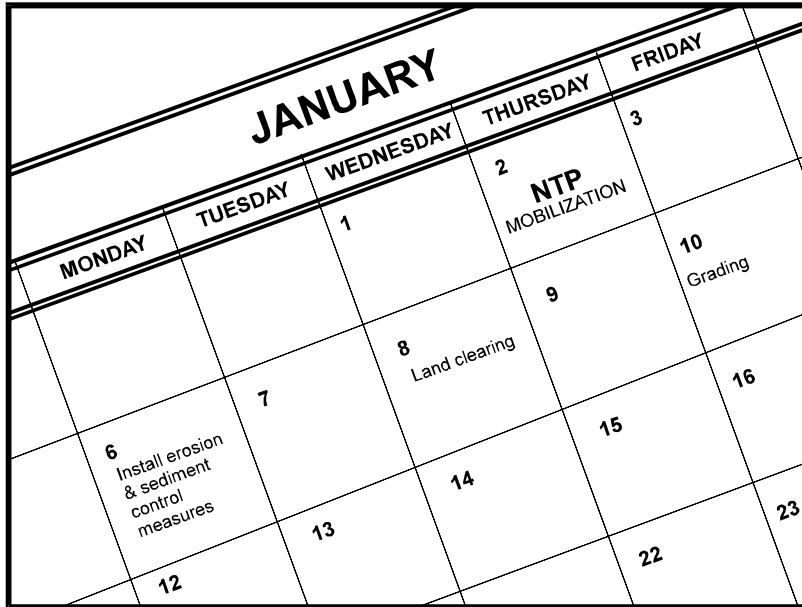 JANUARY
MONDAY TUESDAY WEDNESDAY THURSDAY FRIDAY
1
2
NTP
MOBILIZATION
3
6
Install erosion
& sediment
control
measures
7
8
Land clearing
9
10
Grading
12
13
14
15
16
22
23